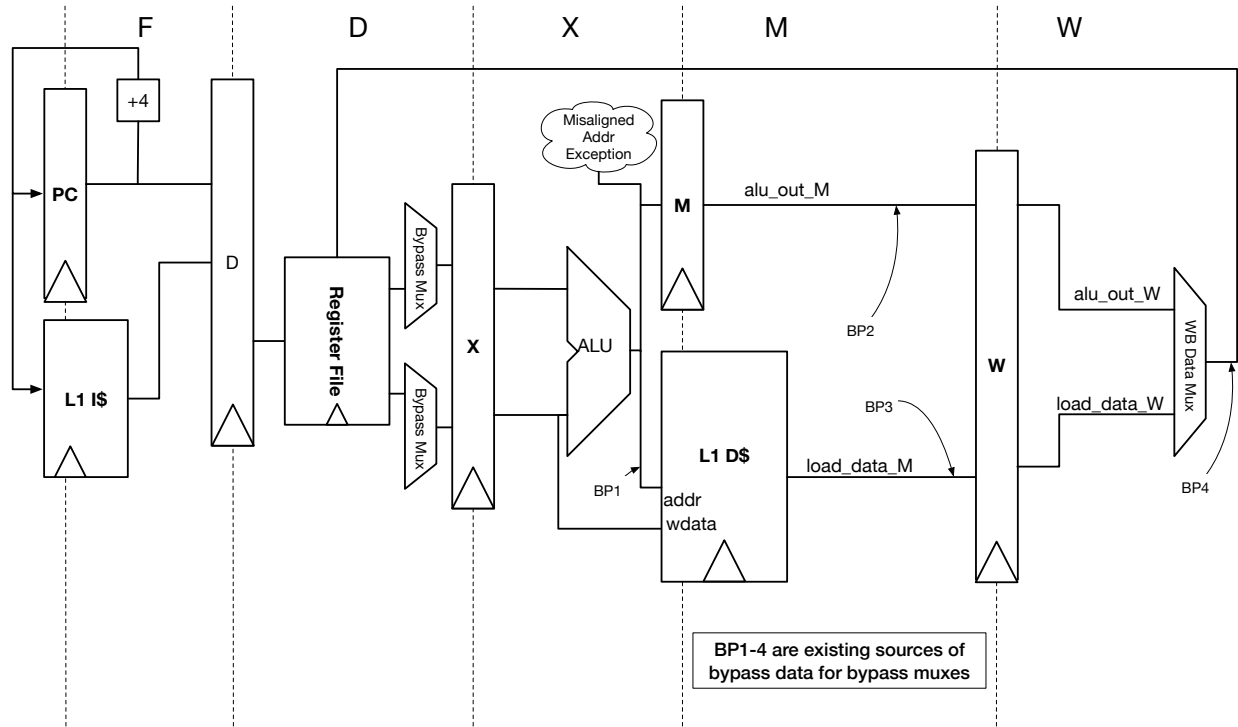 F
D
X
M
W
+4
Misaligned
Addr
Exception
PC
L1 I$
D
Register File
Bypass Mux
Bypass Mux
X
ALU
BP1
M
alu_out_M
BP2
L1 D$
addr
wdata
BP3
load_data_M
W
alu_out_W
load_data_W
WB Data Mux
BP4
BP1-4 are existing sources of
bypass data for bypass muxes